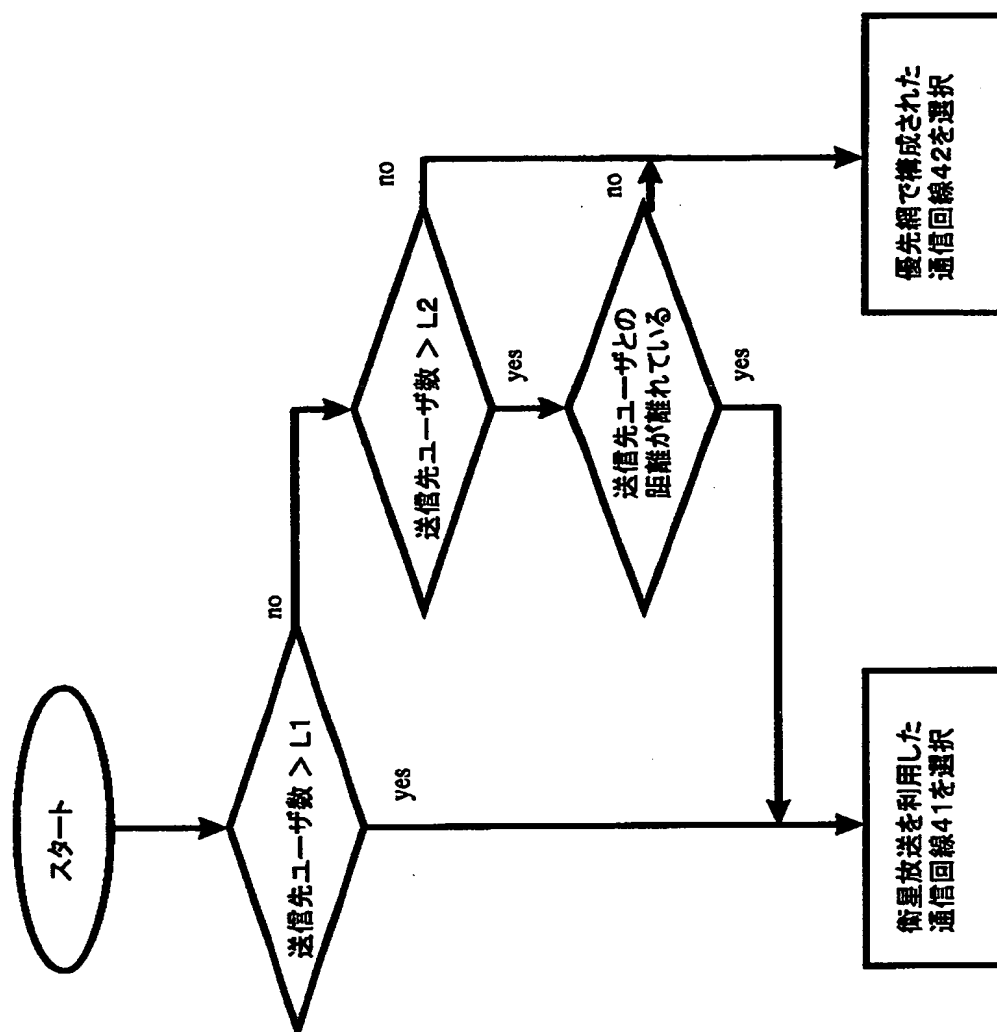 スタート
送信先ユーザ数 > L1
no
yes
送信先ユーザ数 > L2
no
yes
送信先ユーザとの
距離が離れている
no
yes
衛星放送を利用した
通信回線41を選択
優先網で構成された
通信回線42を選択